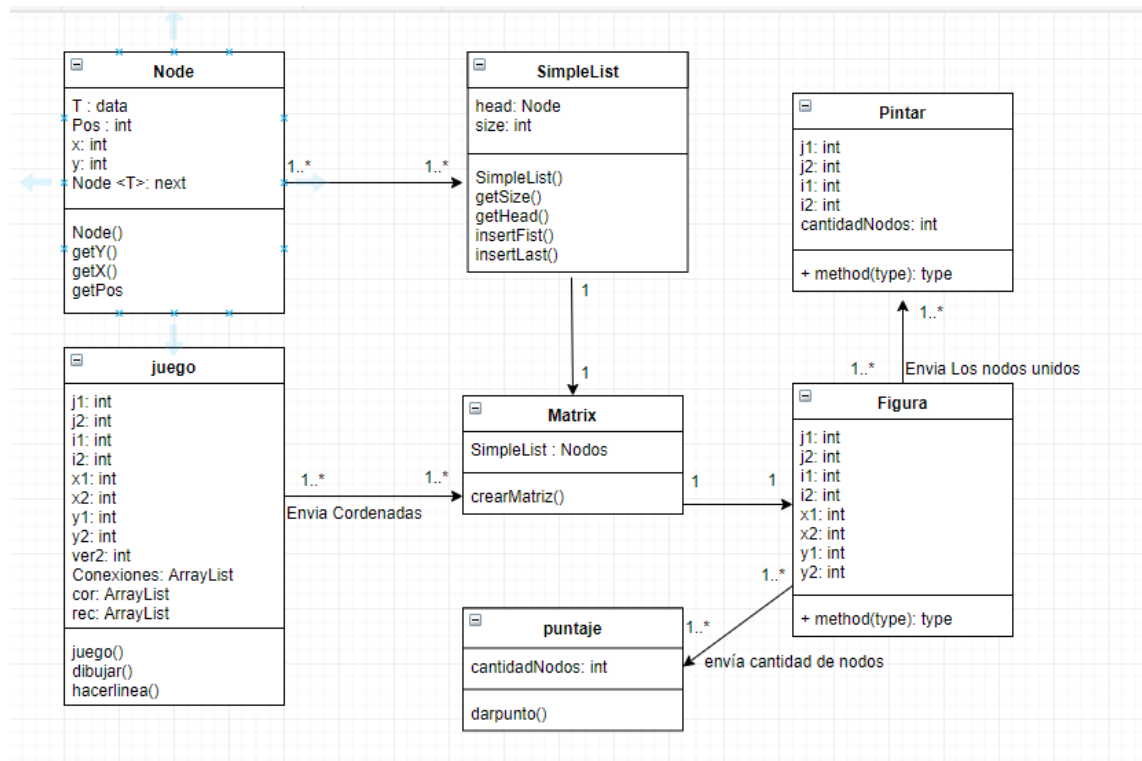 Node
T : data
Pos : int
x: int
y: int
Node <T>: next
Node()
getY()
getX()
getPos
1..*
1..*
SimpleList
head: Node
size: int
SimpleList()
getSize()
getHead()
insertFist()
insertLast()
1
1
Pintar
j1: int
j2: int
i1: int
i2: int
cantidadNodos: int
+ method(type): type
1..*
1..*
Envia Los nodos unidos
juego
j1: int
j2: int
i1: int
i2: int
x1: int
x2: int
y1: int
y2: int
ver2: int
Conexiones: ArrayList
cor: ArrayList
rec: ArrayList
juego()
dibujar()
hacerlinea()
1..*
1..*
Envia Cordenadas
Matrix
SimpleList : Nodos
crearMatriz()
1
1
Figura
j1: int
j2: int
i1: int
i2: int
x1: int
x2: int
y1: int
y2: int
+ method(type): type
1..*
1..*
envía cantidad de nodos
puntaje
cantidadNodos: int
darpunto()